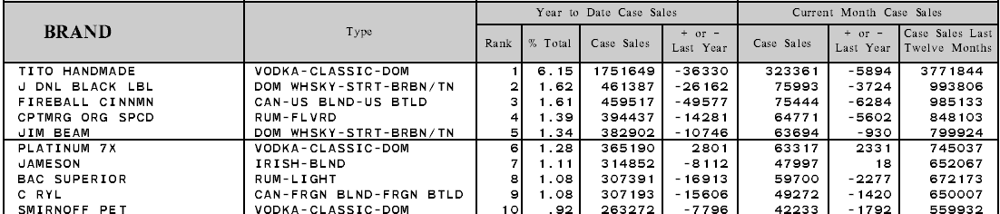 Year to Date Case Sales Current Month Case Sales
BRAND Type Rank % Total Case Sales + or - Last Year Case Sales + or - Last Year Case Sales Last Twelve Months
TITO HANDMADE VODKA-CLASSIC-DOM 1 6.15 1751649 -36330 323361 -5894 3771844
J DNL BLACK LBL DOM WHSKY-STRT-BRBN/TN 2 1.62 461387 -26162 75993 -3724 993806
FIREBALL CINNMN CAN-US BLND-US BTLD 3 1.61 459517 -49577 75444 -6284 985133
CPTMRG ORG SPCD RUM-FLVRD 4 1.39 394437 -14281 64771 -5602 848103
JIM BEAM DOM WHSKY-STRT-BRBN/TN 5 1.34 382902 -10746 63694 -930 799924
PLATINUM 7X VODKA-CLASSIC-DOM 6 1.28 365190 2801 63317 2331 745037
JAMESON IRISH-BLND 7 1.11 314852 -8112 47997 18 652067
BAC SUPERIOR RUM-LIGHT 8 1.08 307391 -16913 59700 -2277 672173
C RYL CAN-FRGN BLND-FRGN BTLD 9 1.08 307193 -15606 49272 -1420 650007
SMIRNOFF PET VODKA-CLASSIC-DOM 10 .92 263272 -7796 42233 -1792 559932